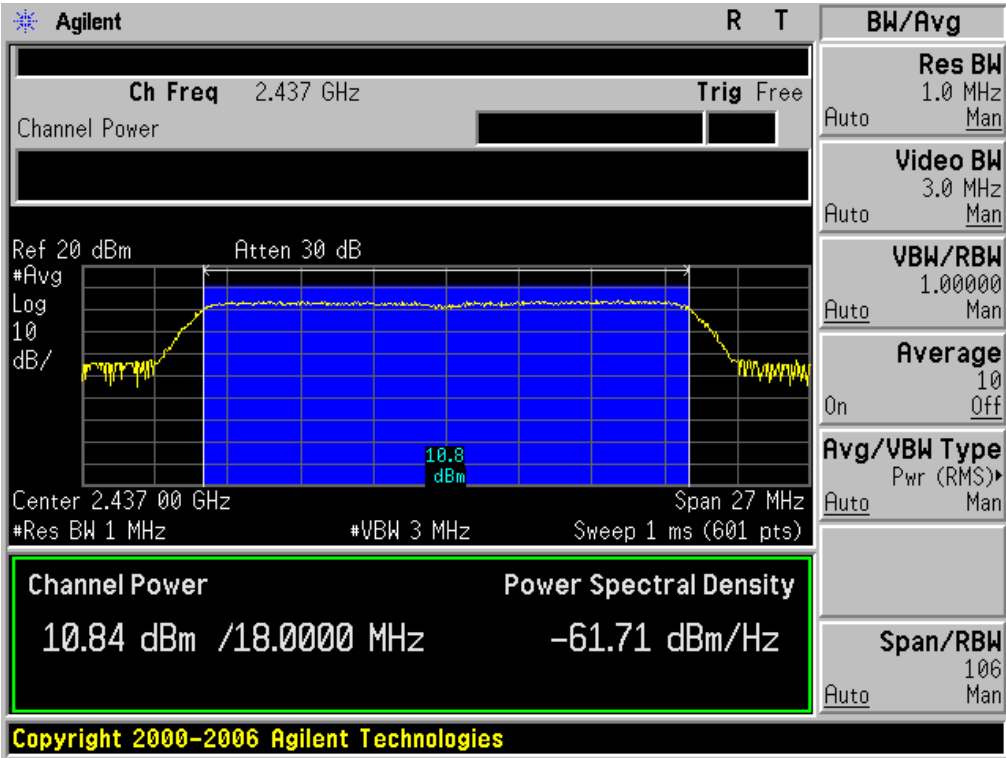 Agilent R T
Ch Freq 2.437 GHz Trig Free
Channel Power
Ref 20 dBm Atten 30 dB
#Avg
Log
10
dB/
10.8
dBm
Center 2.437 00 GHz Span 27 MHz
#Res BW 1 MHz #VBW 3 MHz Sweep 1 ms (601 pts)
Channel Power Power Spectral Density
10.84 dBm /18.0000 MHz -61.71 dBm/Hz
Copyright 2000-2006 Agilent Technologies
BW/Avg
Res BW
1.0 MHz
Auto Man
Video BW
3.0 MHz
Auto Man
VBW/RBW
1.00000
Auto Man
Average
10
On Off
Avg/VBW Type
Pwr (RMS)▸
Auto Man
Span/RBW
106
Auto Man